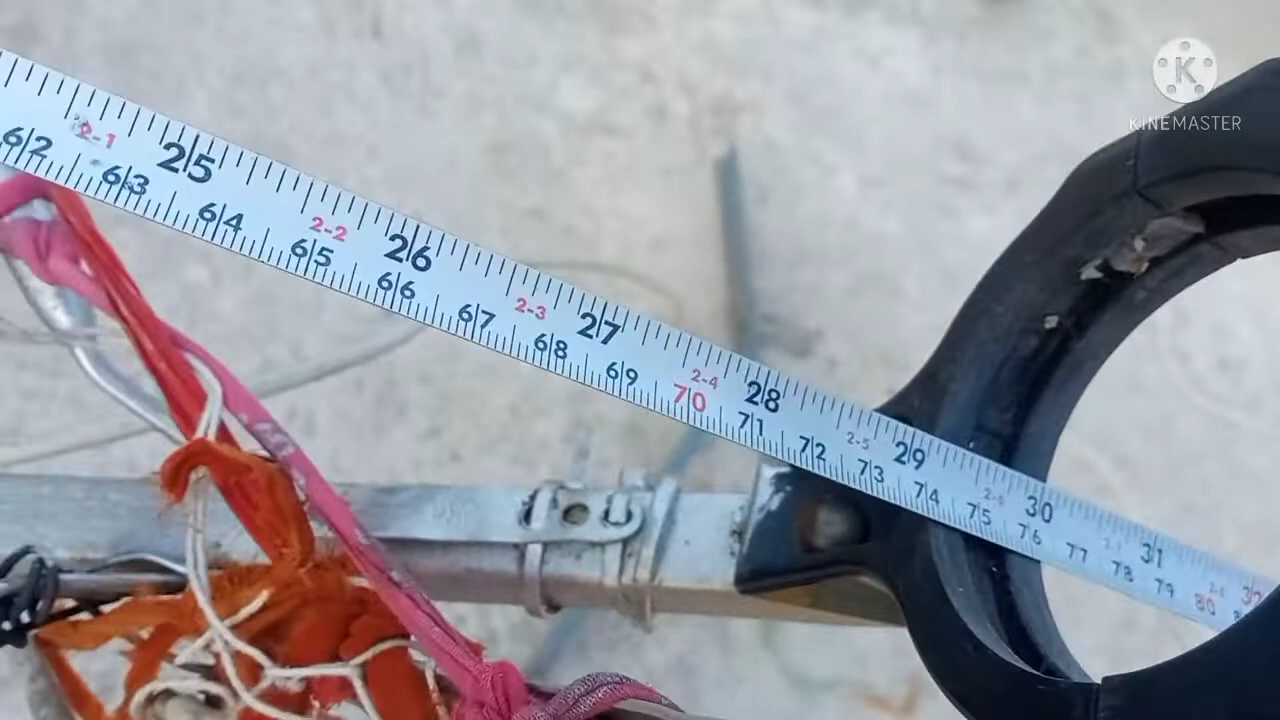 K
KINEMASTER
2-1 25 2-2 26 2-3 27 2-4 28 2-5 29 30 31
62 63 64 65 66 67 68 69 70 71 72 73 74 75 76 77 78 79 80